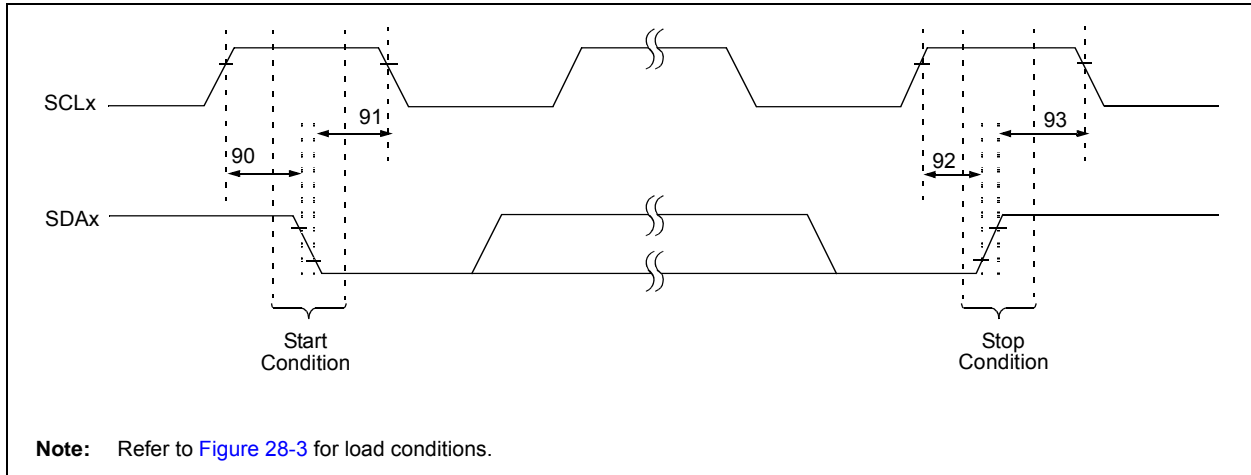 SCLx
91
93
90
92
SDAx
Start
Condition
Stop
Condition
Note: Refer to Figure 28-3 for load conditions.